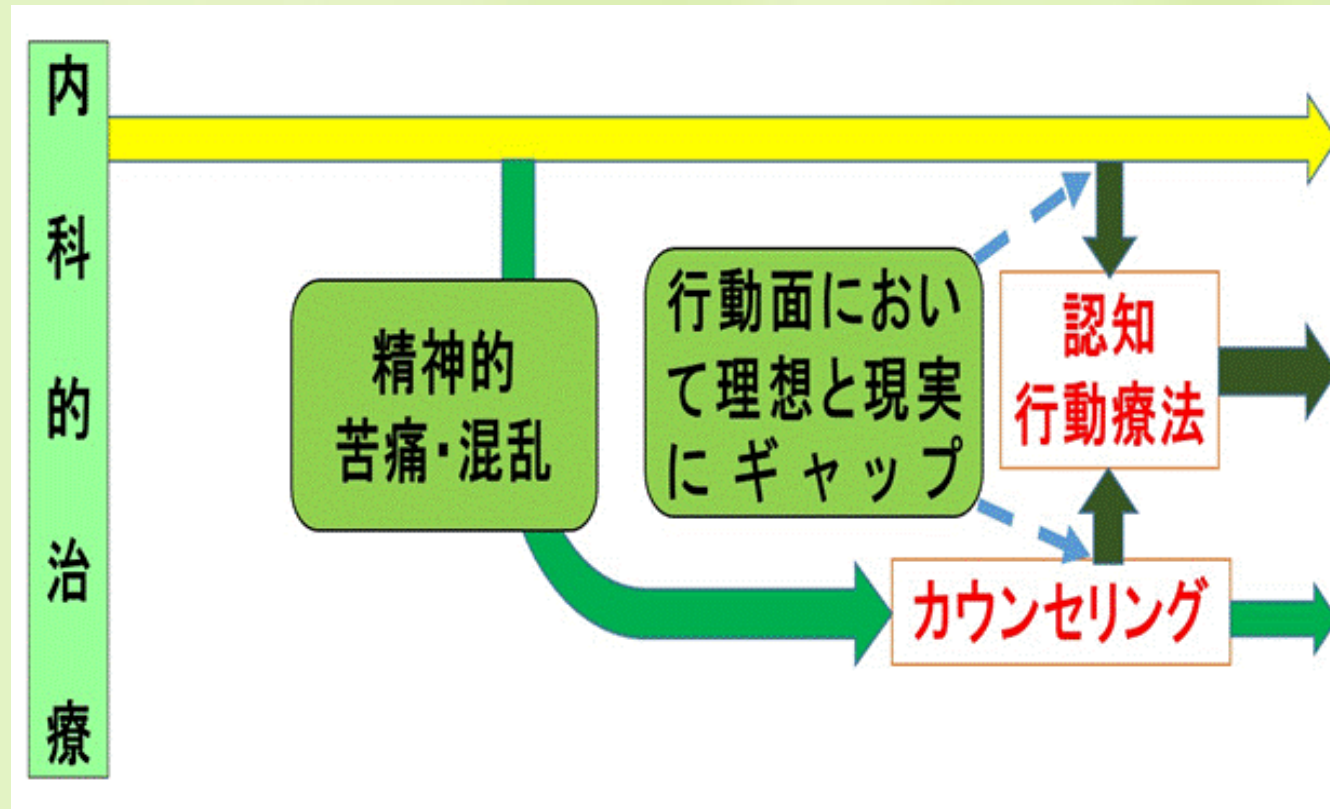 内科的治療
精神的
苦痛・混乱
行動面におい
て理想と現実
にギャップ
認知
行動療法
カウンセリング